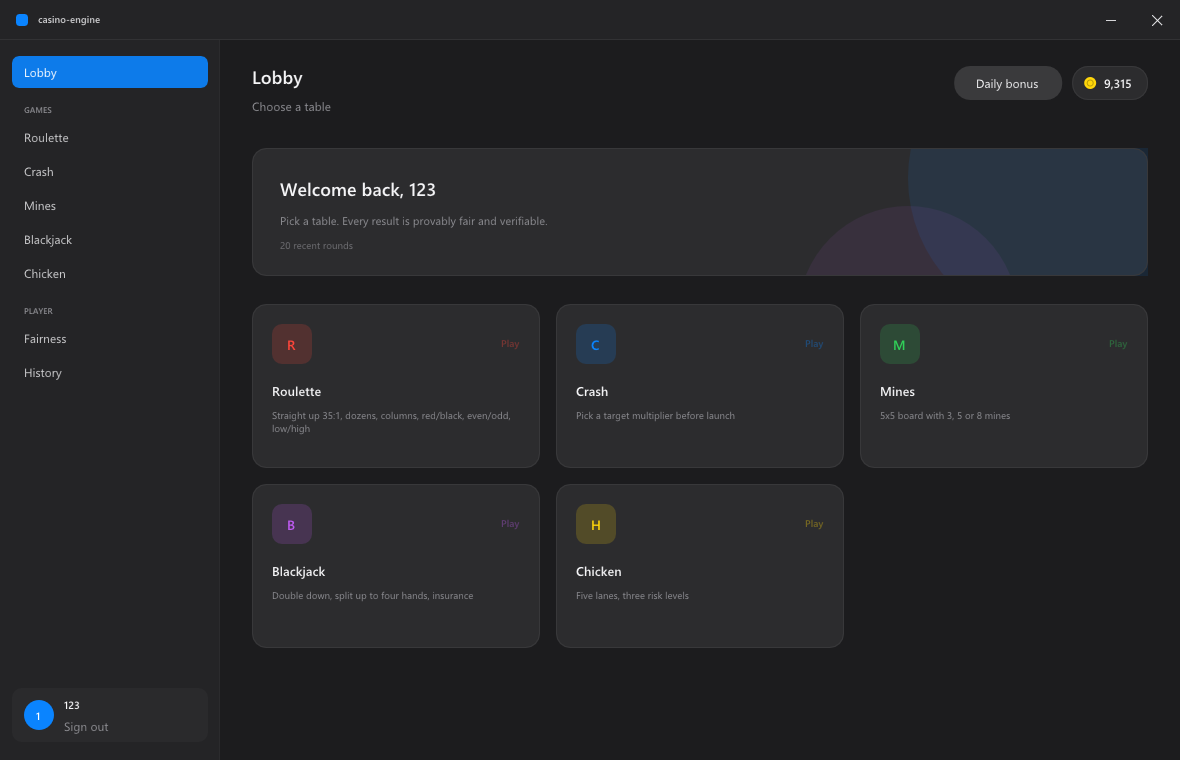 casino-engine
Lobby
GAMES
Roulette
Crash
Mines
Blackjack
Chicken
PLAYER
Fairness
History
1
123
Sign out
Lobby
Choose a table
Daily bonus
9,315
Welcome back, 123
Pick a table. Every result is provably fair and verifiable.
20 recent rounds
R
Play
Roulette
Straight up 35:1, dozens, columns, red/black, even/odd,
low/high
C
Play
Crash
Pick a target multiplier before launch
M
Play
Mines
5x5 board with 3, 5 or 8 mines
B
Play
Blackjack
Double down, split up to four hands, insurance
H
Play
Chicken
Five lanes, three risk levels